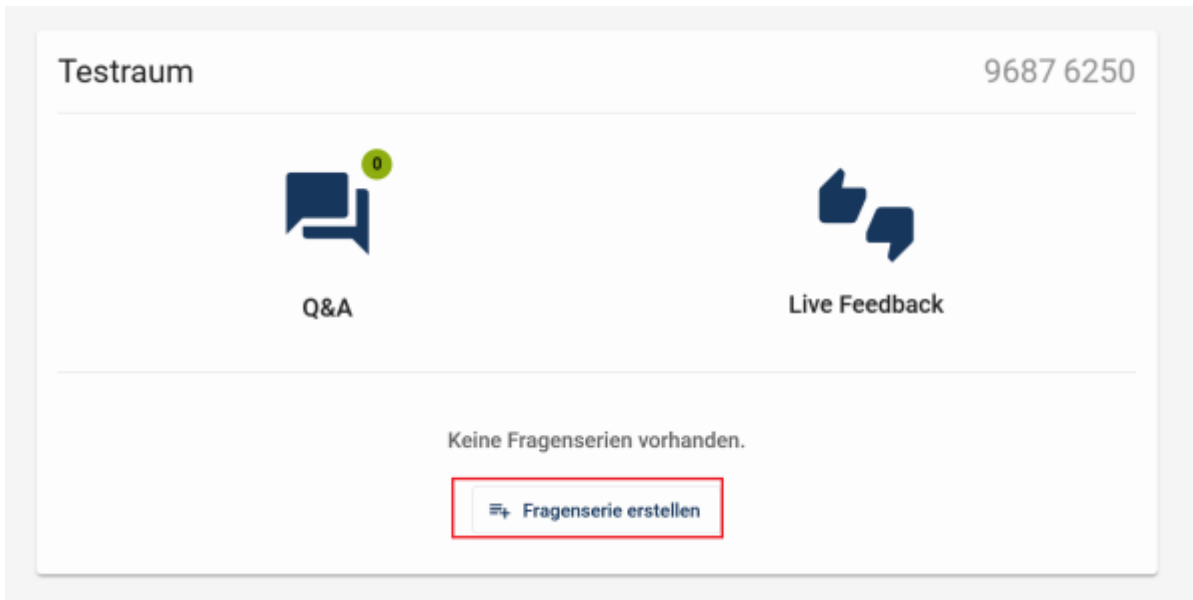 Testraum 9687 6250
0
Q&A Live Feedback
Keine Fragenserien vorhanden.
Fragenserie erstellen